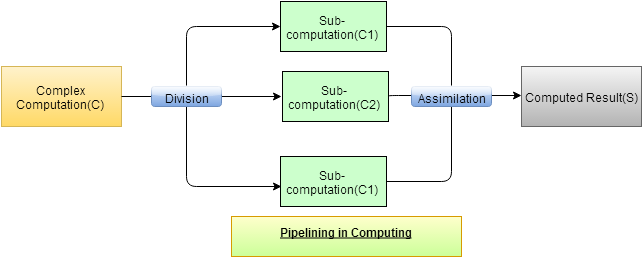 Sub-
computation(C1)
Complex
Computation(C)
Division
Sub-
computation(C2)
Assimilation
Computed Result(S)
Sub-
computation(C1)
Pipelining in Computing